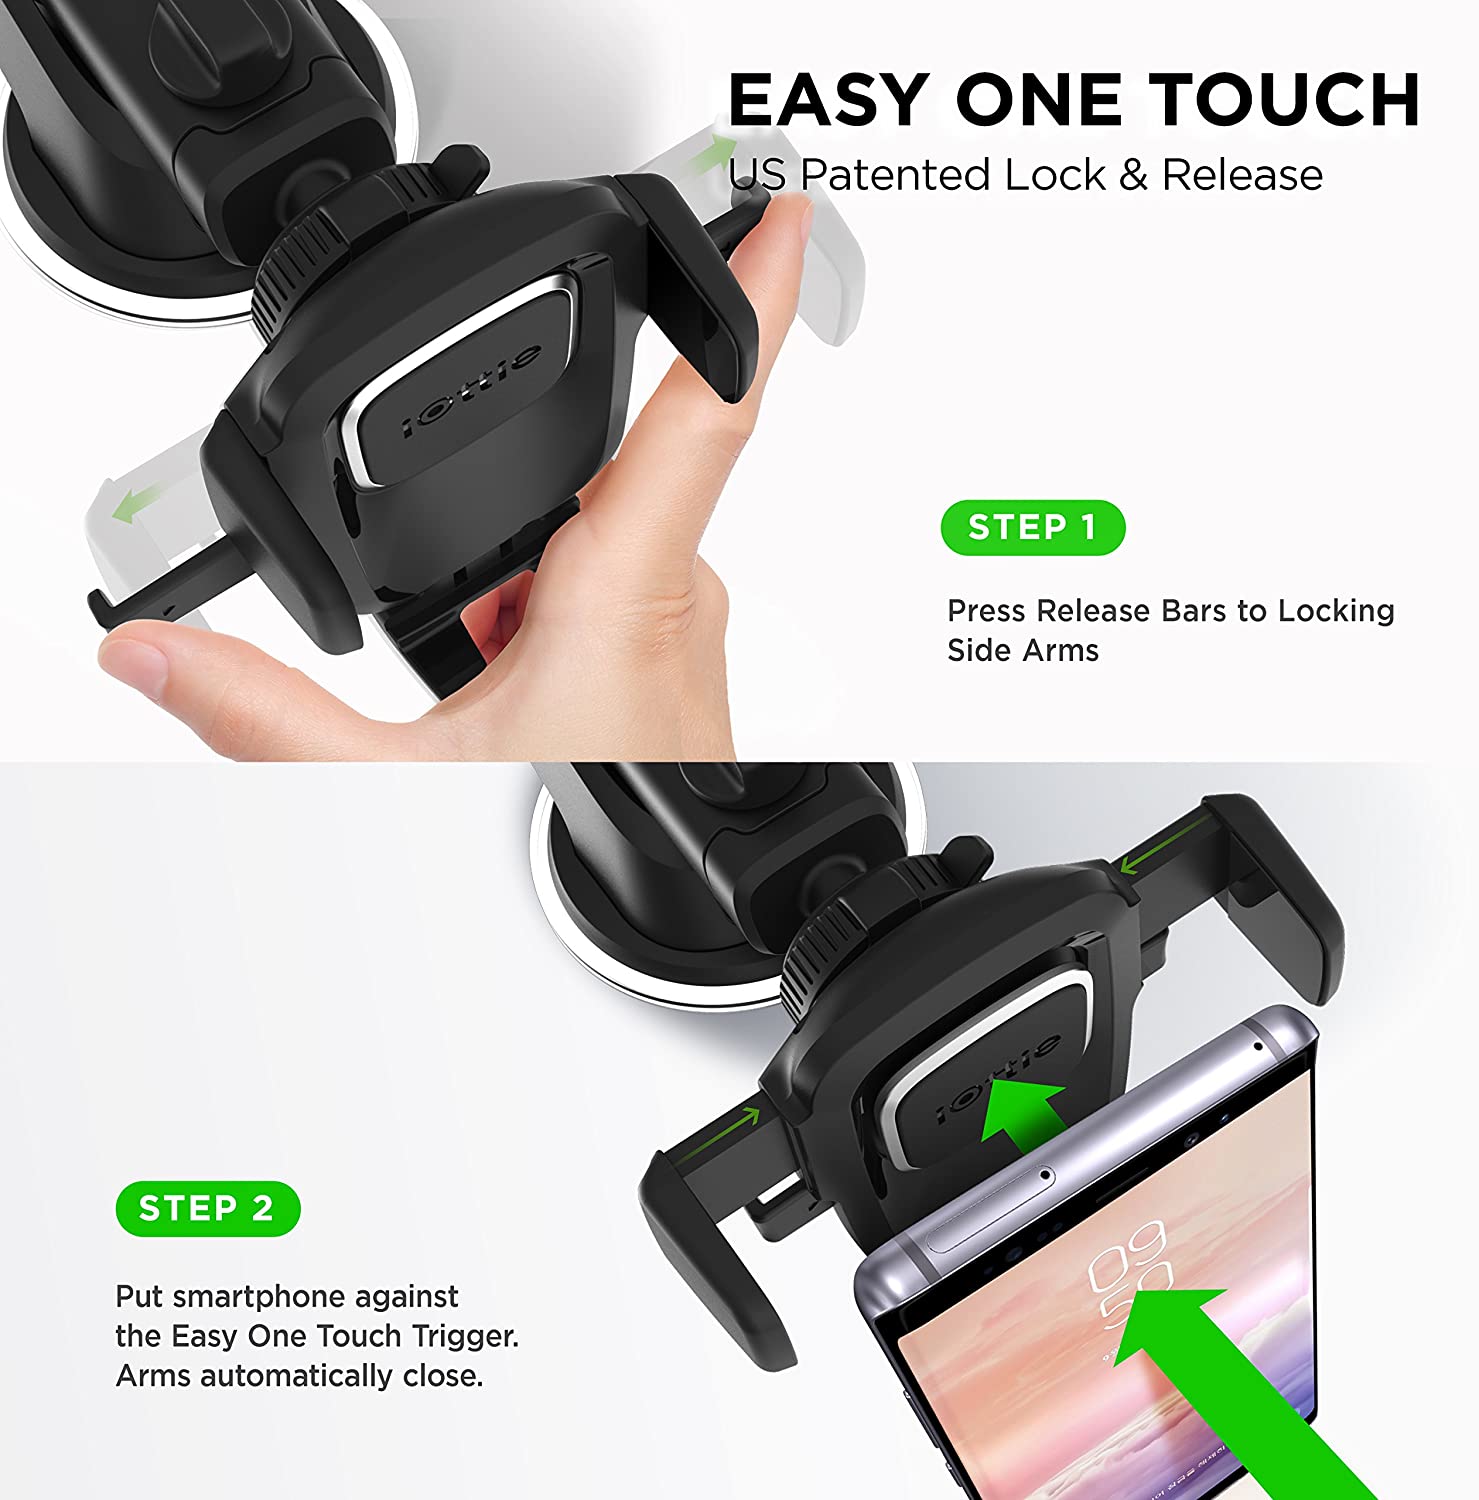 EASY ONE TOUCH
US Patented Lock & Release
iOttie
STEP 1
Press Release Bars to Locking
Side Arms
iOttie
STEP 2
Put smartphone against
the Easy One Touch Trigger.
Arms automatically close.
09
50